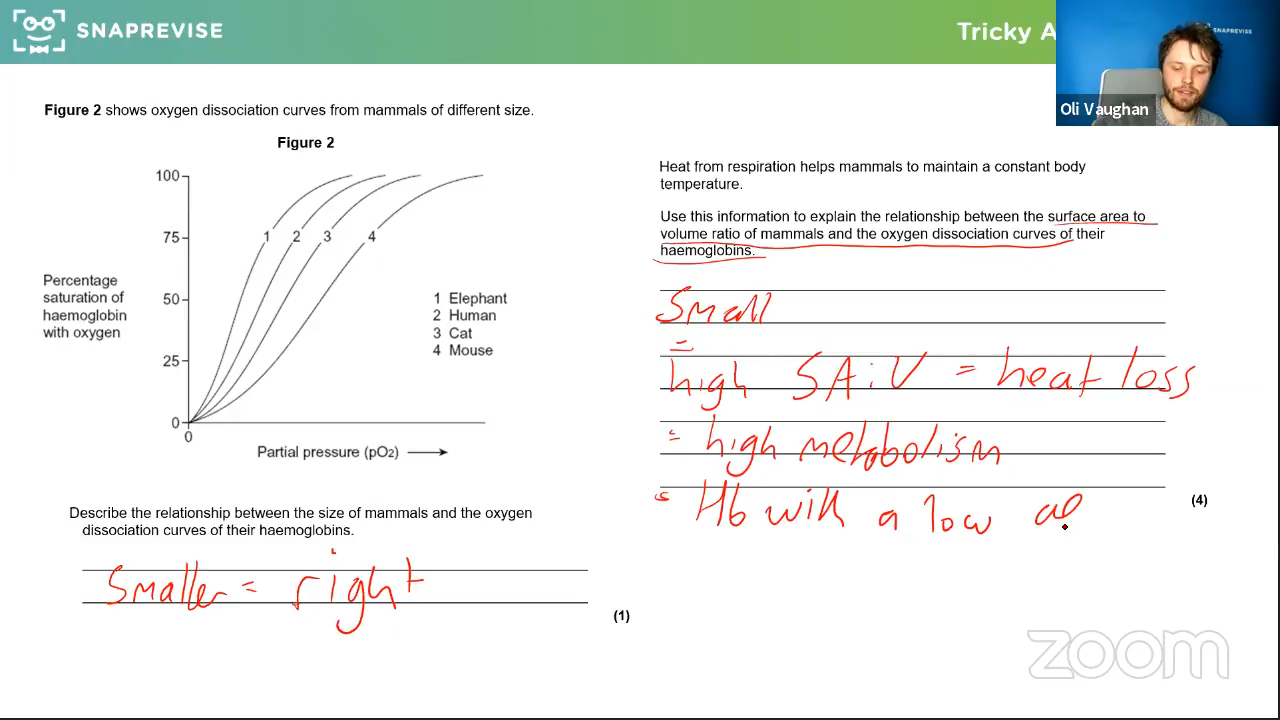 SNAPREVISE
Tricky A
SNAPREVISE
Oli Vaughan
Figure 2 shows oxygen dissociation curves from mammals of different size.
Figure 2
100
75
50
25
0
0
1
2
3
4
Percentage
saturation of
haemoglobin
with oxygen
1 Elephant
2 Human
3 Cat
4 Mouse
Partial pressure (pO2)
Describe the relationship between the size of mammals and the oxygen
dissociation curves of their haemoglobins.
Smaller = right
(1)
Heat from respiration helps mammals to maintain a constant body
temperature.
Use this information to explain the relationship between the surface area to
volume ratio of mammals and the oxygen dissociation curves of their
haemoglobins.
Small
=
high SA:V = heat loss
= high metabolism
= Hb with a low
(4)
zoom